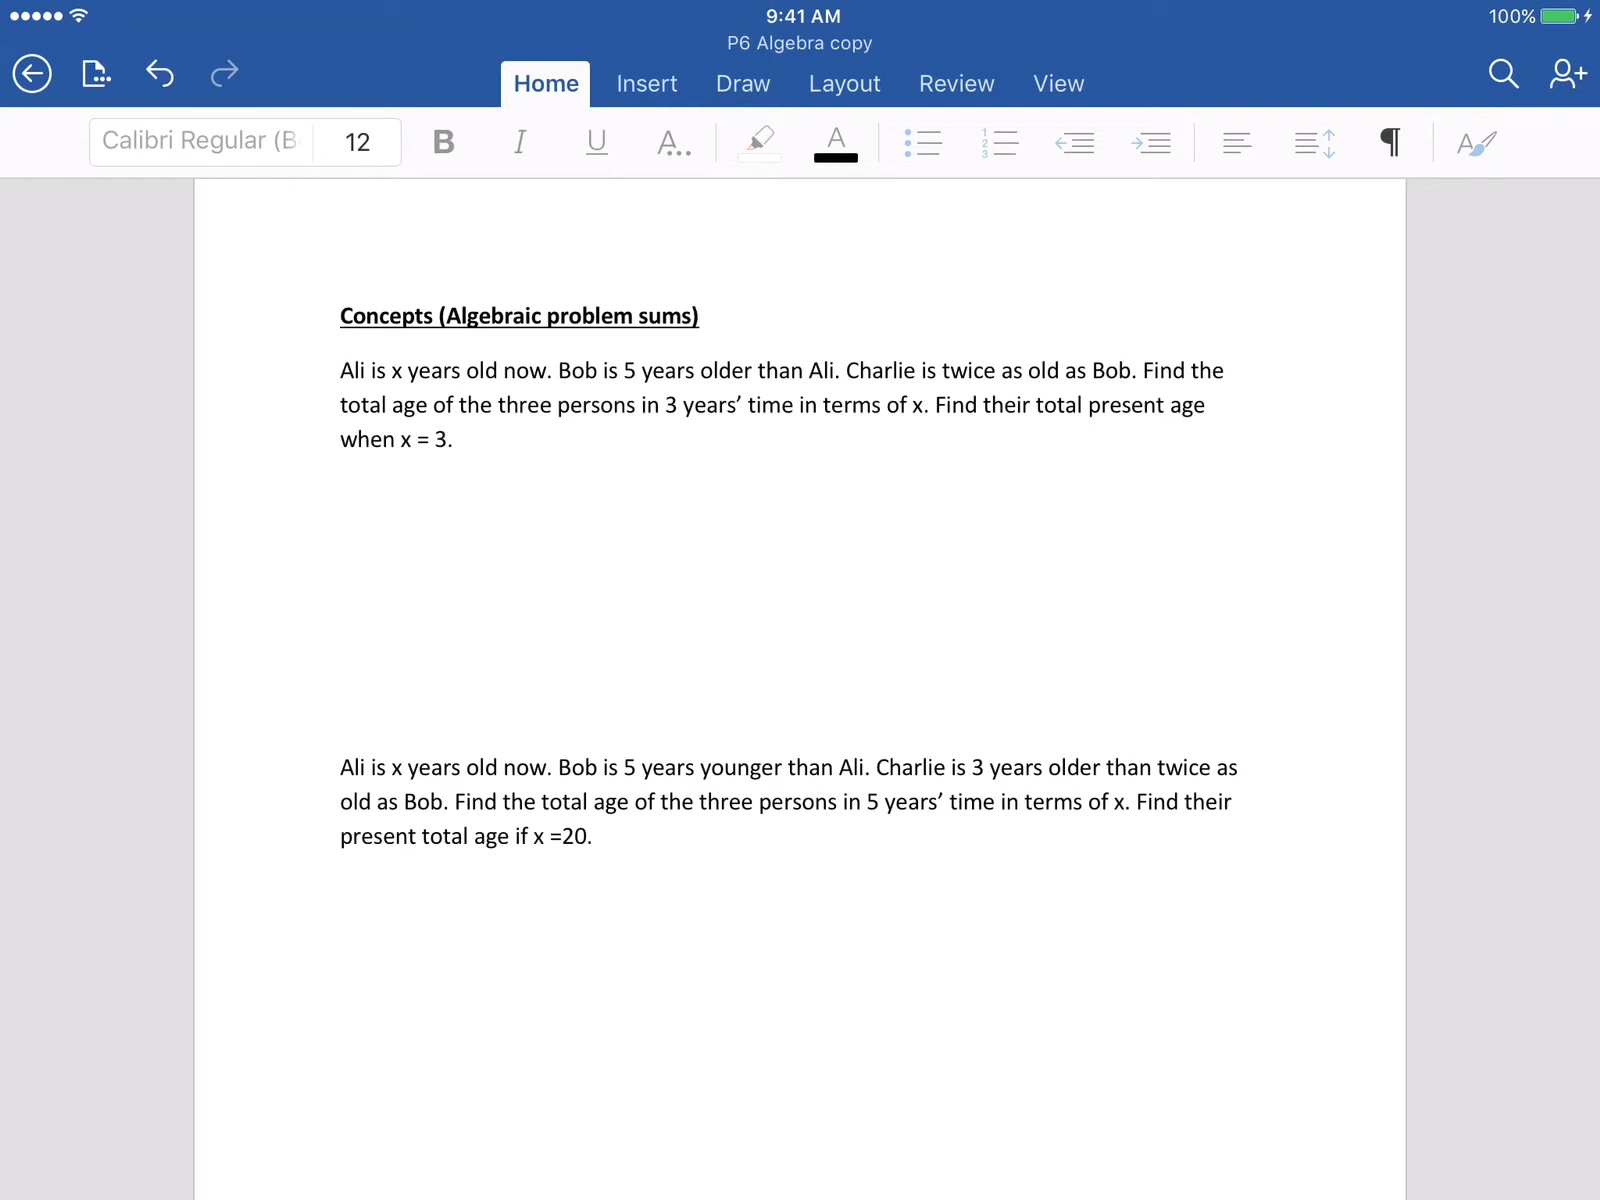 9:41 AM
100%
P6 Algebra copy
Home Insert Draw Layout Review View
Calibri Regular (B 12 B I U A.. A
Concepts (Algebraic problem sums)
Ali is x years old now. Bob is 5 years older than Ali. Charlie is twice as old as Bob. Find the
total age of the three persons in 3 years’ time in terms of x. Find their total present age
when x = 3.
Ali is x years old now. Bob is 5 years younger than Ali. Charlie is 3 years older than twice as
old as Bob. Find the total age of the three persons in 5 years’ time in terms of x. Find their
present total age if x =20.